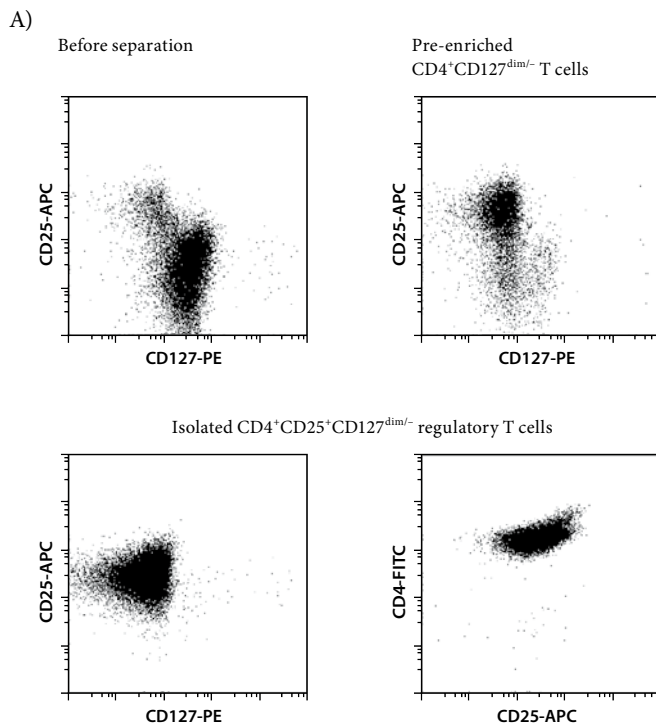 A)
Before separation
Pre-enriched
CD4⁺CD127ᵈⁱᵐ/⁻ T cells
CD25-APC
CD127-PE
CD25-APC
CD127-PE
Isolated CD4⁺CD25⁺CD127ᵈⁱᵐ/⁻ regulatory T cells
CD25-APC
CD127-PE
CD4-FITC
CD25-APC